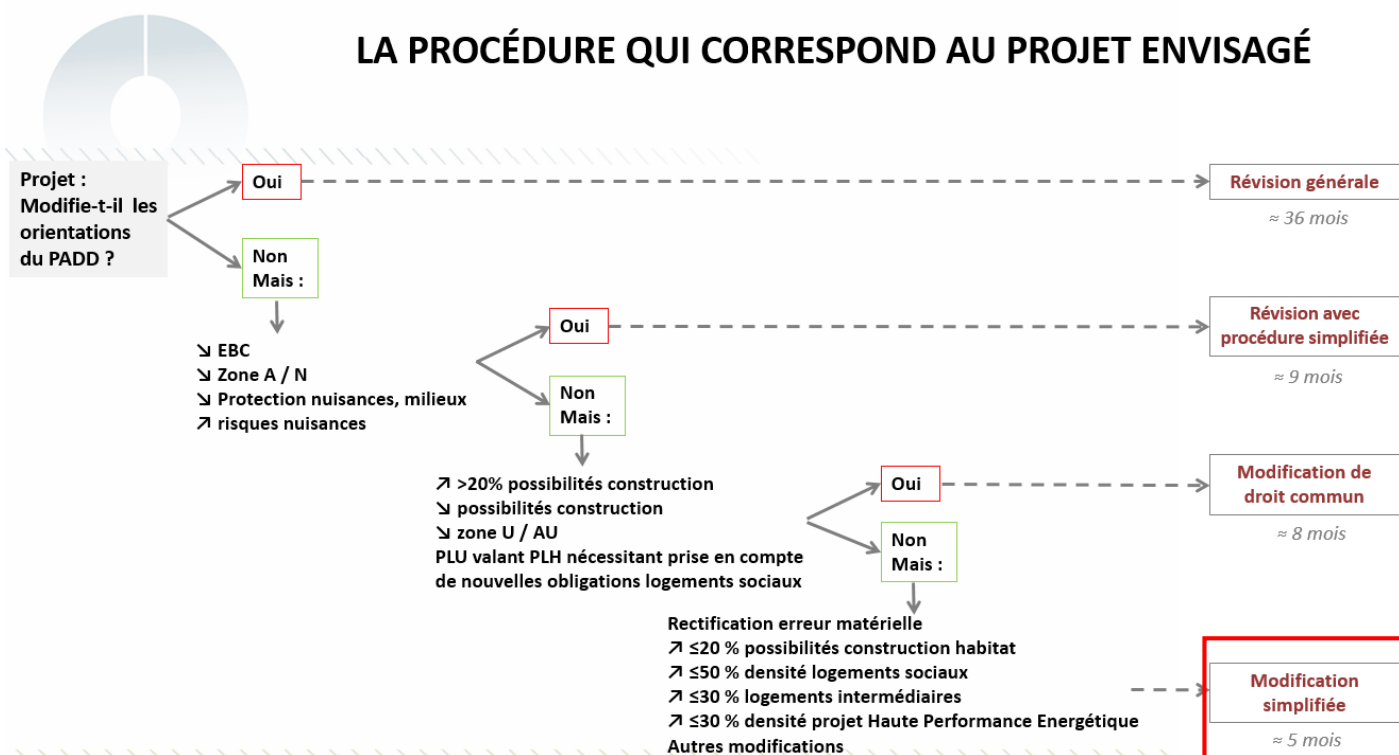 LA PROCÉDURE QUI CORRESPOND AU PROJET ENVISAGÉ
Projet :
Modifie-t-il les
orientations
du PADD ?
Oui
Révision générale
≈ 36 mois
Non
Mais :
↘ EBC
↘ Zone A / N
↘ Protection nuisances, milieux
↗ risques nuisances
Oui
Révision avec
procédure simplifiée
≈ 9 mois
Non
Mais :
↗ >20% possibilités construction
↘ possibilités construction
↘ zone U / AU
PLU valant PLH nécessitant prise en compte
de nouvelles obligations logements sociaux
Oui
Modification de
droit commun
≈ 8 mois
Non
Mais :
Rectification erreur matérielle
↗ ≤20 % possibilités construction habitat
↗ ≤50 % densité logements sociaux
↗ ≤30 % logements intermédiaires
↗ ≤30 % densité projet Haute Performance Energétique
Autres modifications
Modification
simplifiée
≈ 5 mois